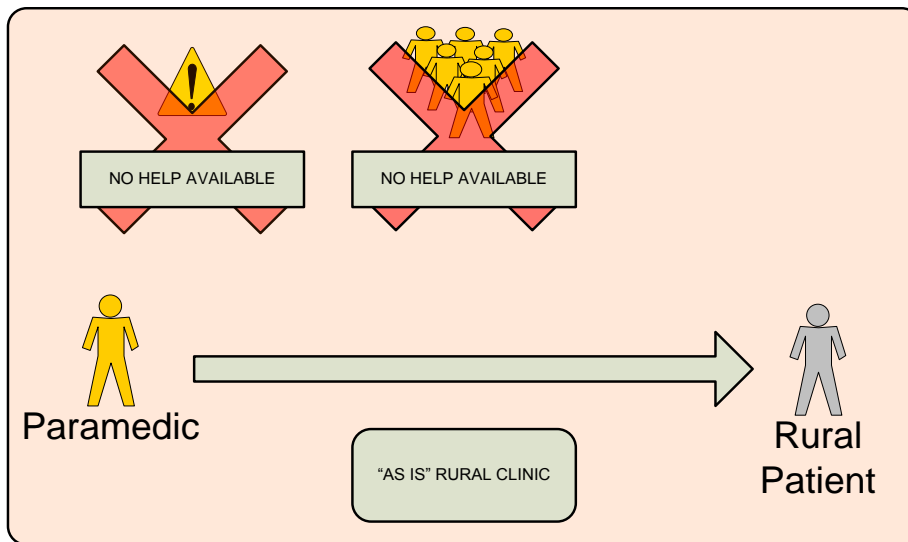 !
NO HELP AVAILABLE
NO HELP AVAILABLE
Paramedic
Rural
Patient
“AS IS” RURAL CLINIC